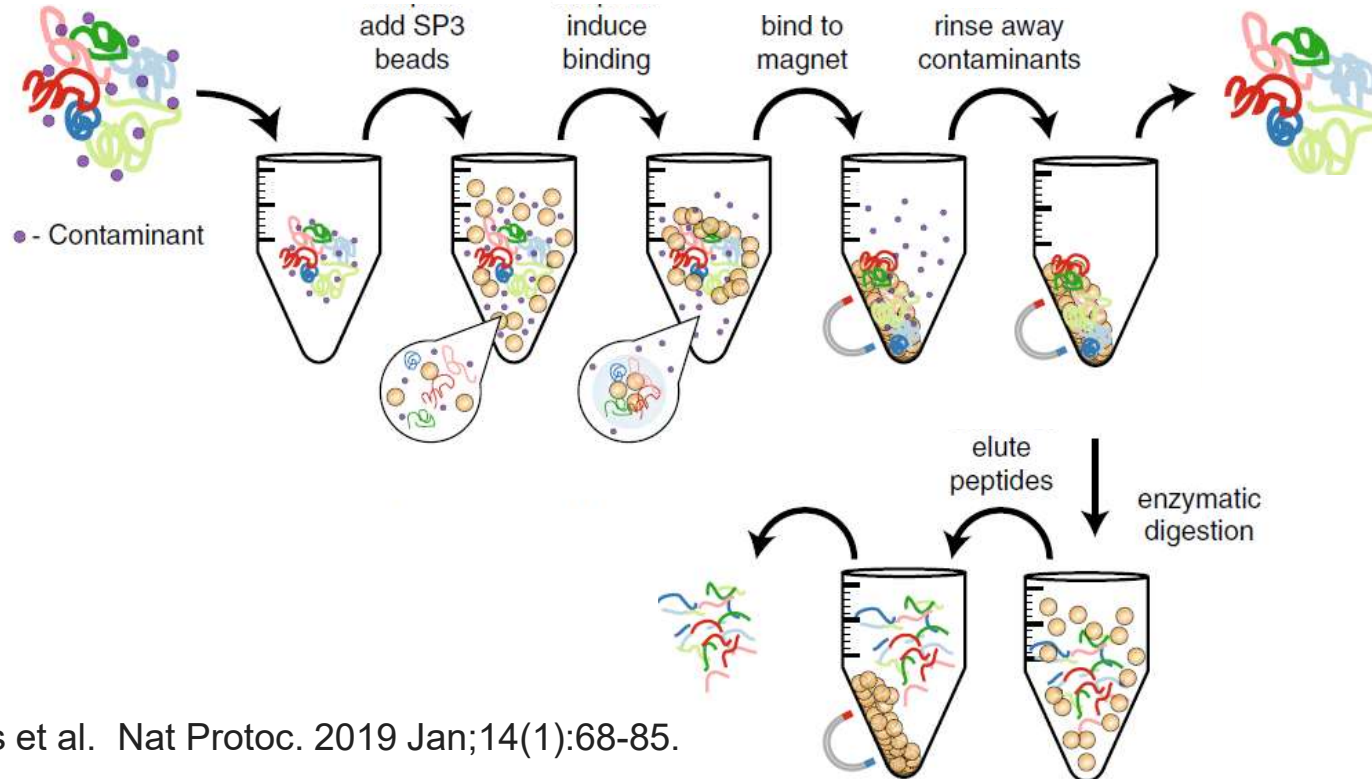 add SP3
beads
induce
binding
bind to
magnet
rinse away
contaminants
- Contaminant
elute
peptides
enzymatic
digestion
s et al. Nat Protoc. 2019 Jan;14(1):68-85.